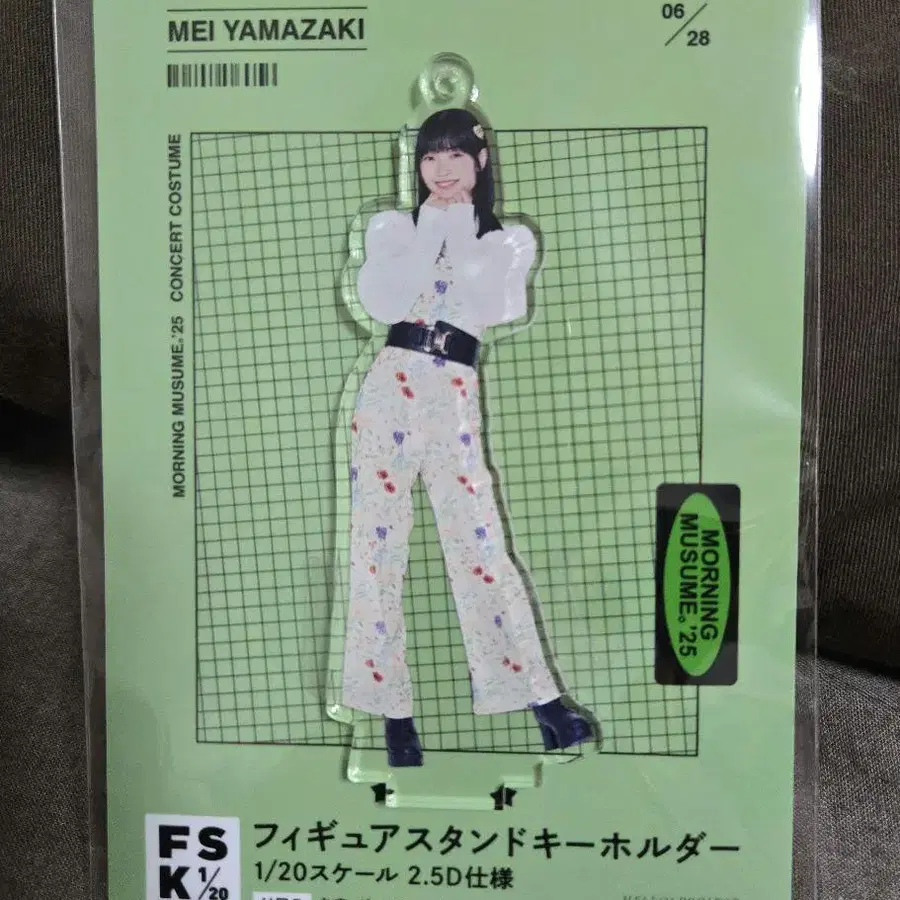 MEI YAMAZAKI
06/28
MORNING MUSUME。'25 CONCERT COSTUME
MORNING
MUSUME。'25
FS
K1/20
フィギュアスタンドキーホルダー
1/20スケール 2.5D仕様